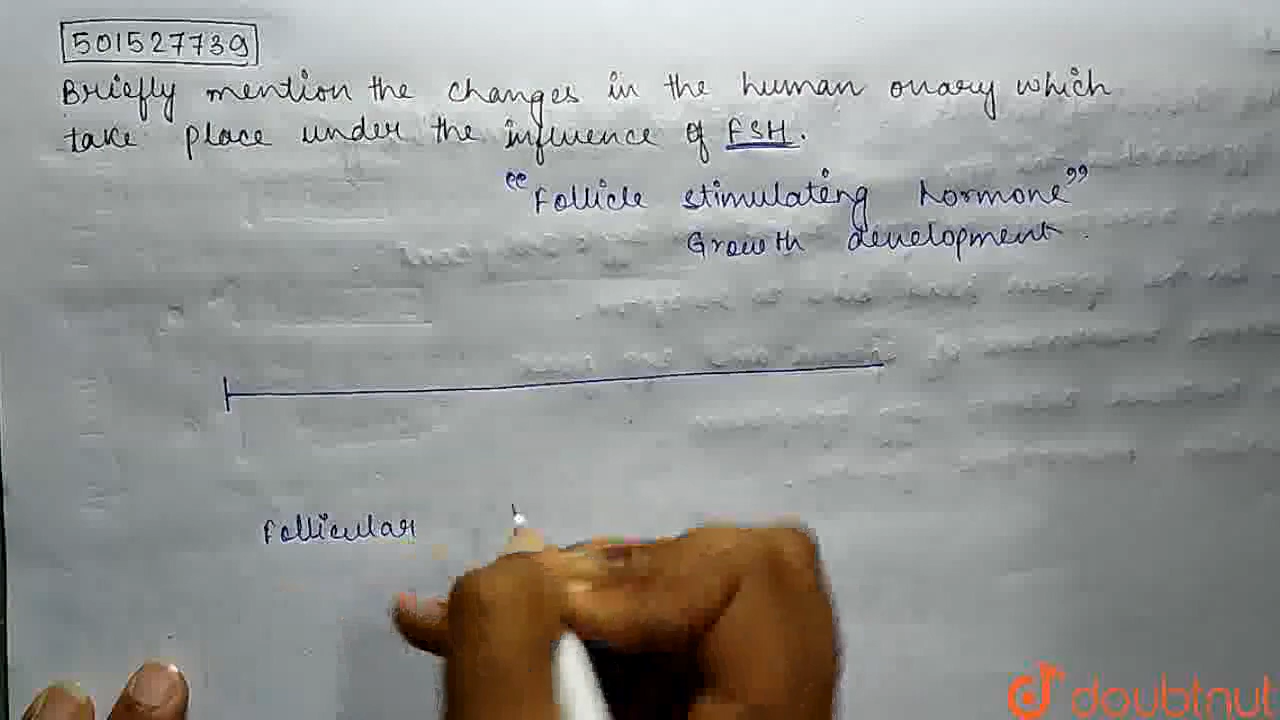 501527739
Briefly mention the changes in the human ovary which
take place under the influence of FSH.
"Follicle stimulating hormone"
Growth development.
Follicular
doubtnut